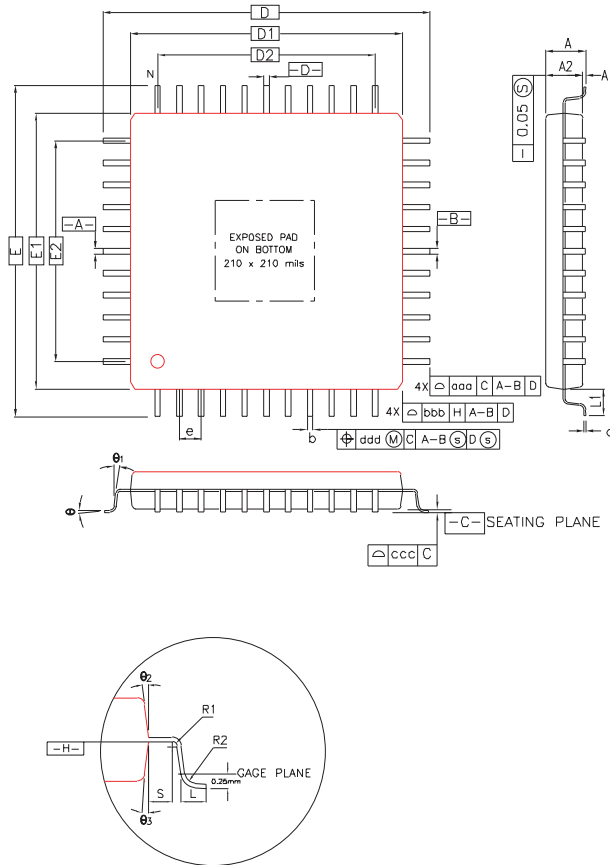 D
D1
D2
N
-D-
A
A2
A
- 0.05 S
E
E1
E2
-A-
-B-
EXPOSED PAD
ON BOTTOM
210 x 210 mils
4X ⌓ aaa C A-B D
4X ⌓ bbb H A-B D
e
b
⌖ ddd M C A-B S D S
L1
c
θ1
θ
-C- SEATING PLANE
⌓ ccc C
θ2
R1
-H-
R2
GAGE PLANE
0.25mm
S
L
θ3